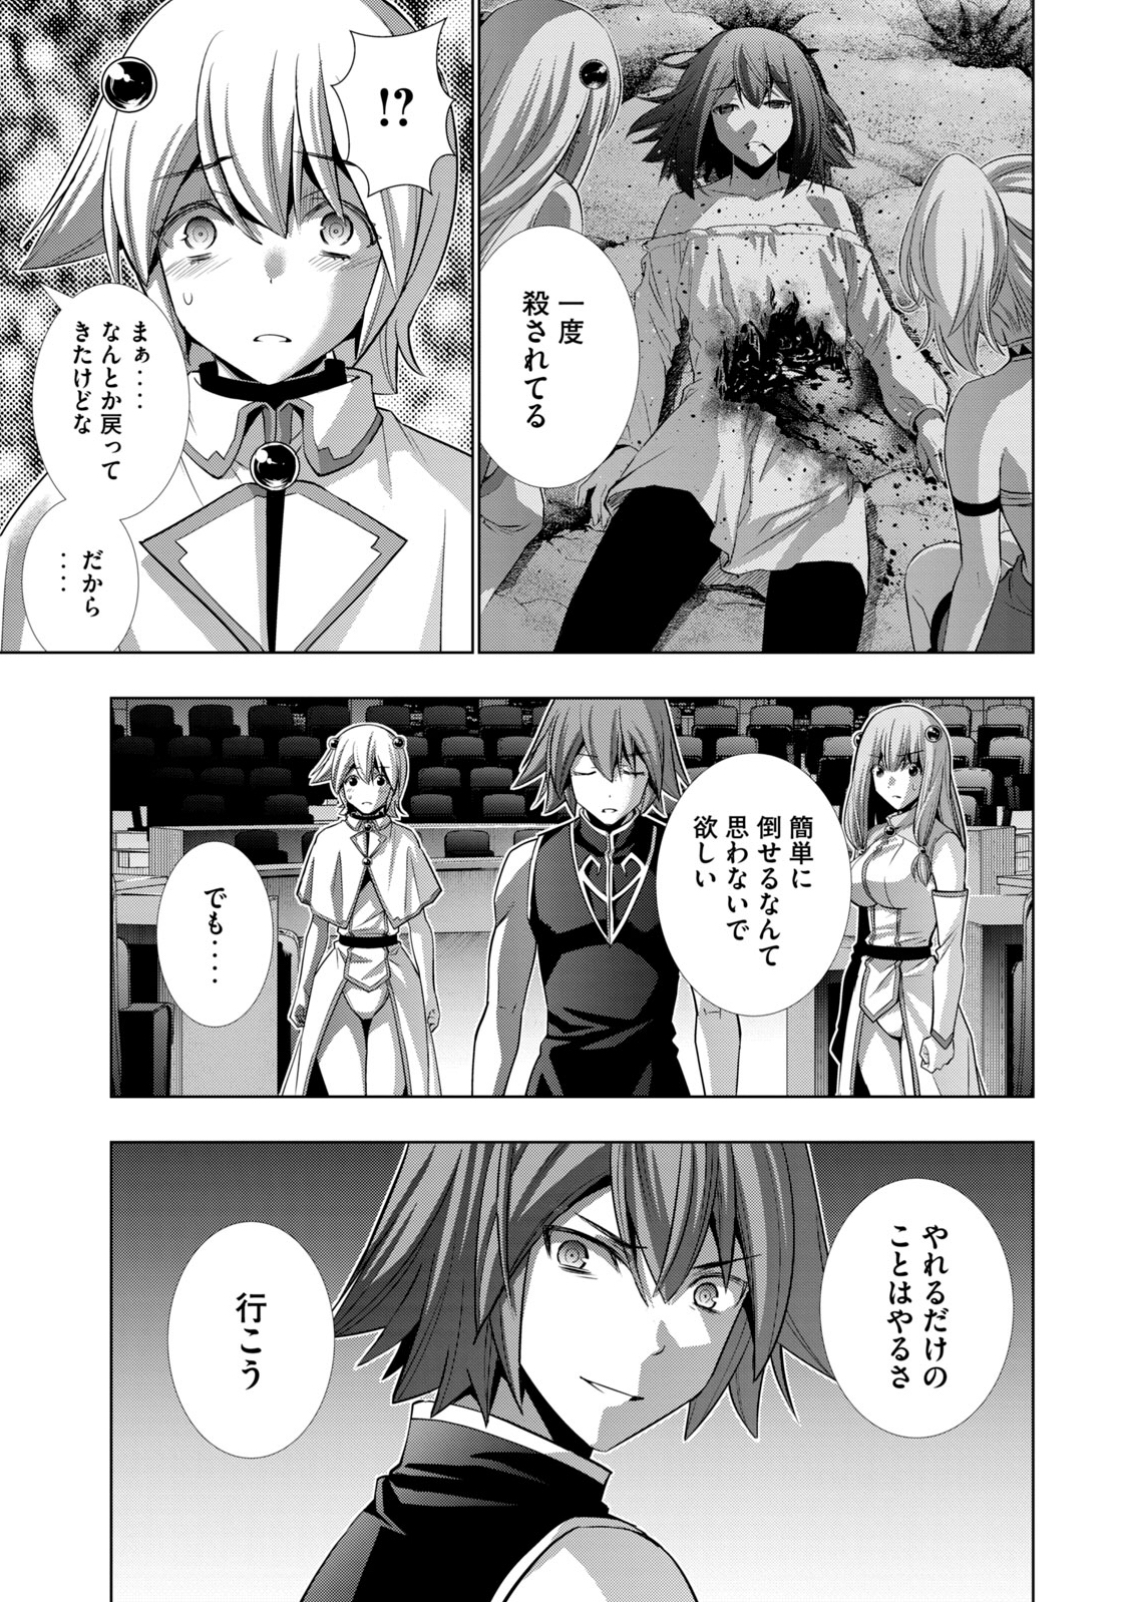 一度
殺されてる
!?
まぁ････
なんとか戻って
きたけどな
だから
････
簡単に
倒せるなんて
思わないで
欲しい
でも････
やれるだけの
ことはやるさ
行こう